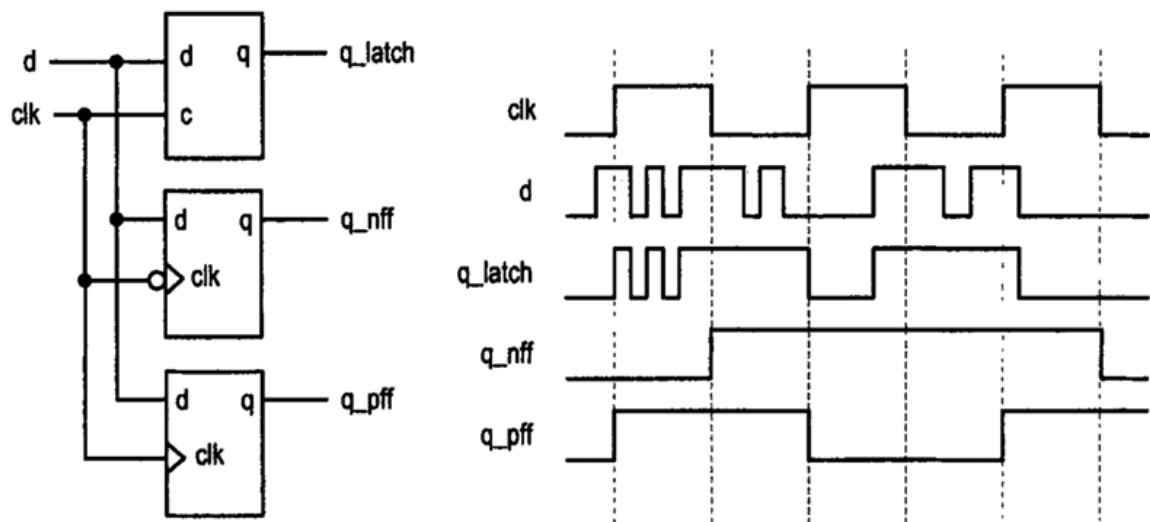 d
clk
d
q
c
q_latch
d
q
clk
q_nff
d
q
clk
q_pff
clk
d
q_latch
q_nff
q_pff